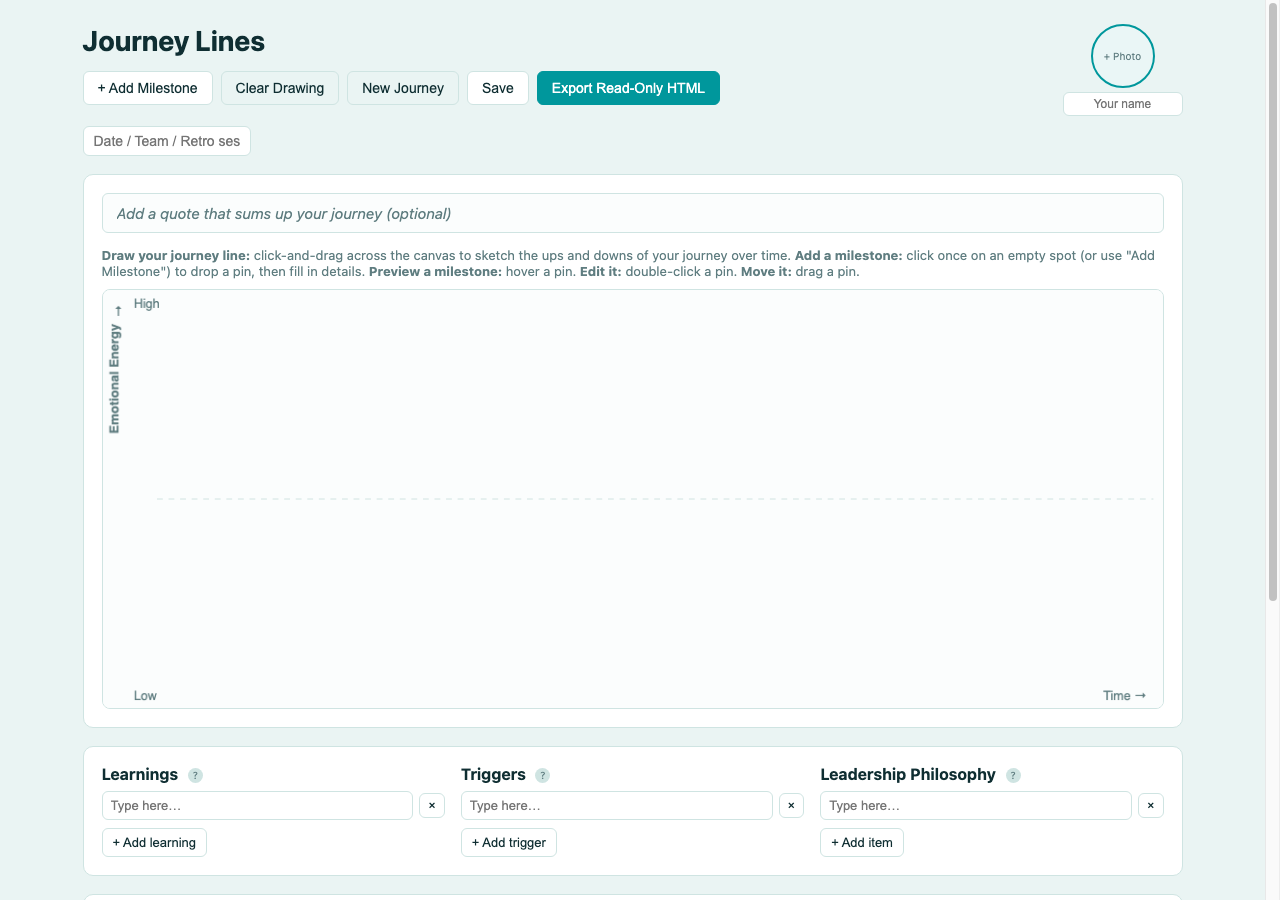 Journey Lines
+ Photo
+ Add Milestone
Clear Drawing
New Journey
Save
Export Read-Only HTML
Your name
Date / Team / Retro ses
Add a quote that sums up your journey (optional)
Draw your journey line: click-and-drag across the canvas to sketch the ups and downs of your journey over time. Add a milestone: click once on an empty spot (or use "Add
Milestone") to drop a pin, then fill in details. Preview a milestone: hover a pin. Edit it: double-click a pin. Move it: drag a pin.
High
Emotional Energy →
Low
Time →
Learnings ?
Type here… ×
+ Add learning
Triggers ?
Type here… ×
+ Add trigger
Leadership Philosophy ?
Type here… ×
+ Add item